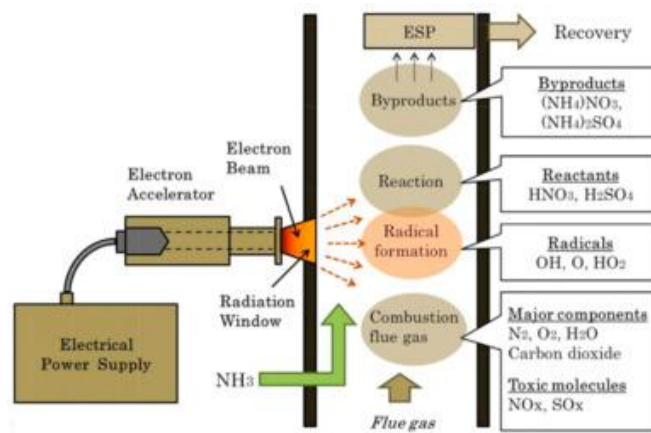 ESP
Recovery
Byproducts
Byproducts
(NH4)NO3,
(NH4)2SO4
Electron
Beam
Electron
Accelerator
Reaction
Reactants
HNO3, H2SO4
Radical
formation
Radicals
OH, O, HO2
Radiation
Window
Electrical
Power Supply
Combustion
flue gas
Major components
N2, O2, H2O
Carbon dioxide
Toxic molecules
NOx, SOx
NH3
Flue gas